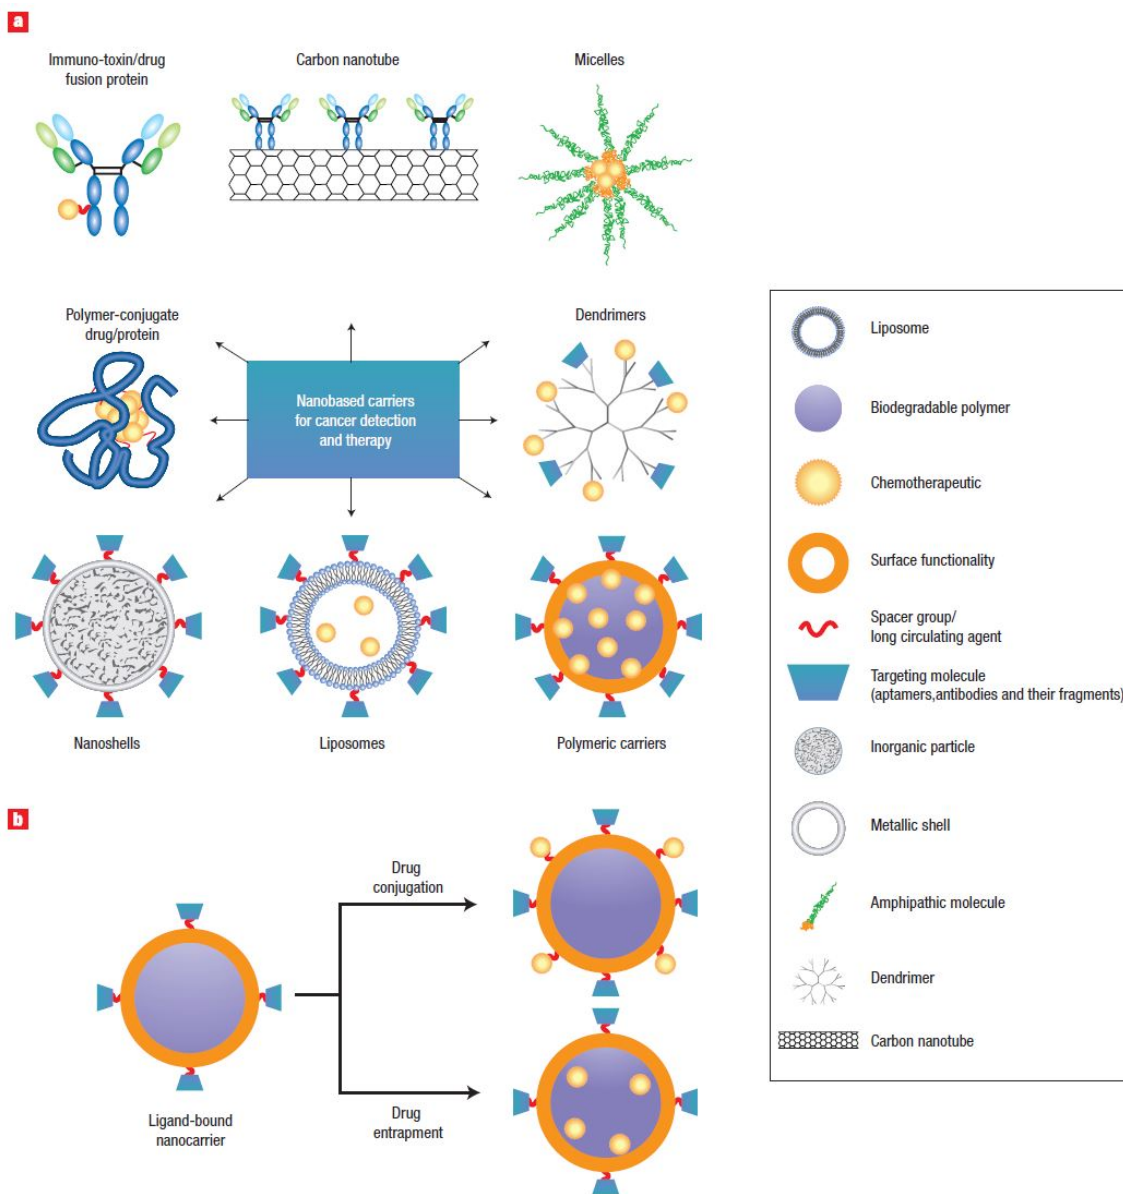 a
Immuno-toxin/drug
fusion protein
Carbon nanotube
Micelles
Polymer-conjugate
drug/protein
Nanobased carriers
for cancer detection
and therapy
Dendrimers
Nanoshells
Liposomes
Polymeric carriers
Liposome
Biodegradable polymer
Chemotherapeutic
Surface functionality
Spacer group/
long circulating agent
Targeting molecule
(aptamers,antibodies and their fragments)
Inorganic particle
Metallic shell
Amphipathic molecule
Dendrimer
Carbon nanotube
b
Ligand-bound
nanocarrier
Drug
conjugation
Drug
entrapment